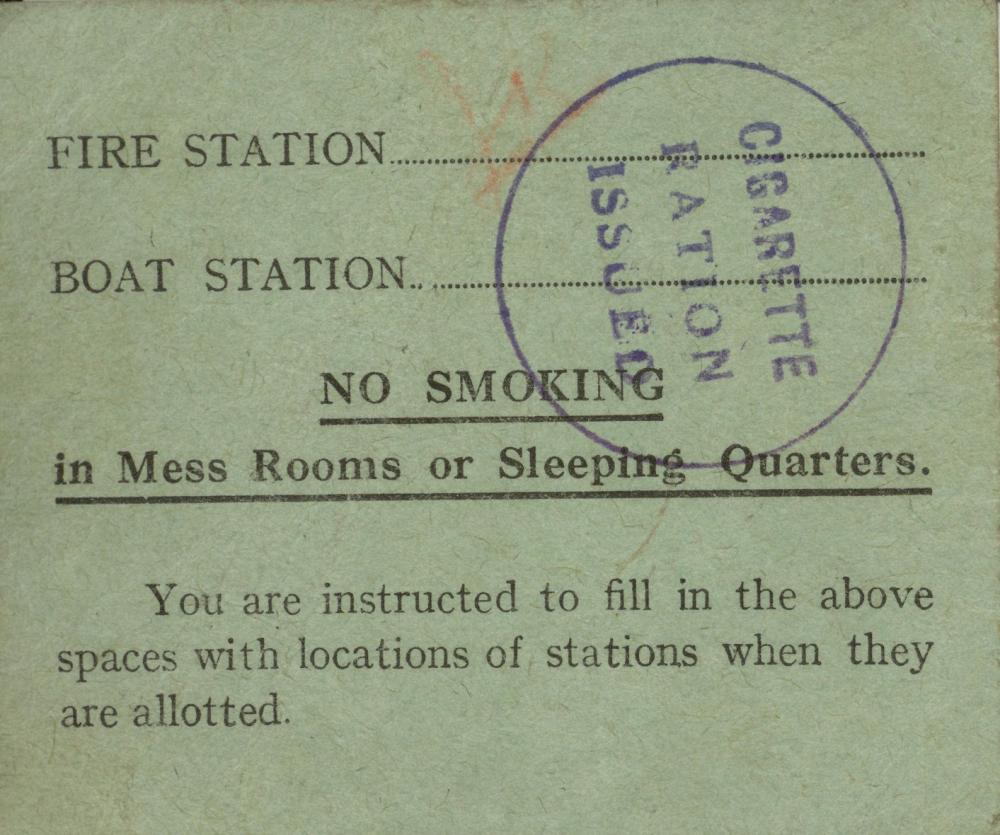 FIRE STATION
BOAT STATION
NO SMOKING
in Mess Rooms or Sleeping Quarters.
You are instructed to fill in the above
spaces with locations of stations when they
are allotted.
CIGARETTE
RATION
ISSUED